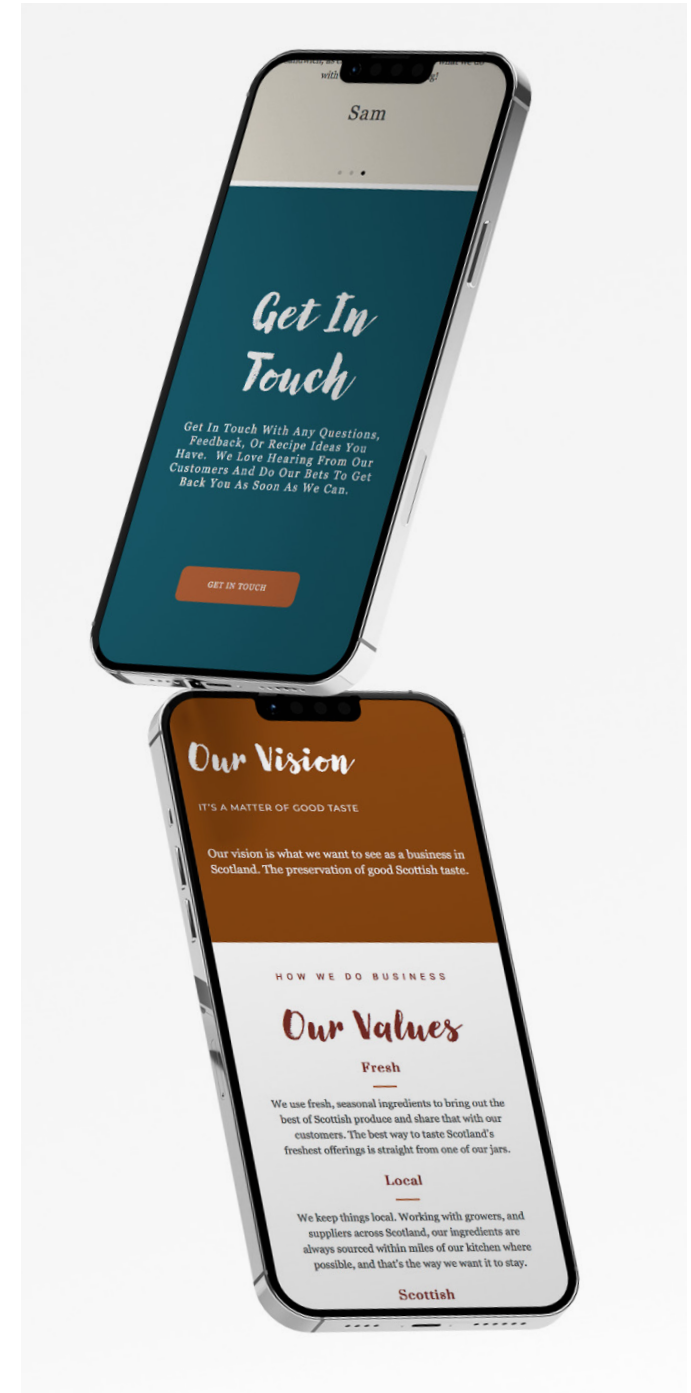 with
g!
Sam
Get In
Touch
Get In Touch With Any Questions,
Feedback, Or Recipe Ideas You
Have. We Love Hearing From Our
Customers And Do Our Bets To Get
Back You As Soon As We Can.
GET IN TOUCH
Our Vision
IT'S A MATTER OF GOOD TASTE
Our vision is what we want to see as a business in
Scotland. The preservation of good Scottish taste.
HOW WE DO BUSINESS
Our Values
Fresh
We use fresh, seasonal ingredients to bring out the
best of Scottish produce and share that with our
customers. The best way to taste Scotland's
freshest offerings is straight from one of our jars.
Local
We keep things local. Working with growers, and
suppliers across Scotland, our ingredients are
always sourced within miles of our kitchen where
possible, and that's the way we want it to stay.
Scottish